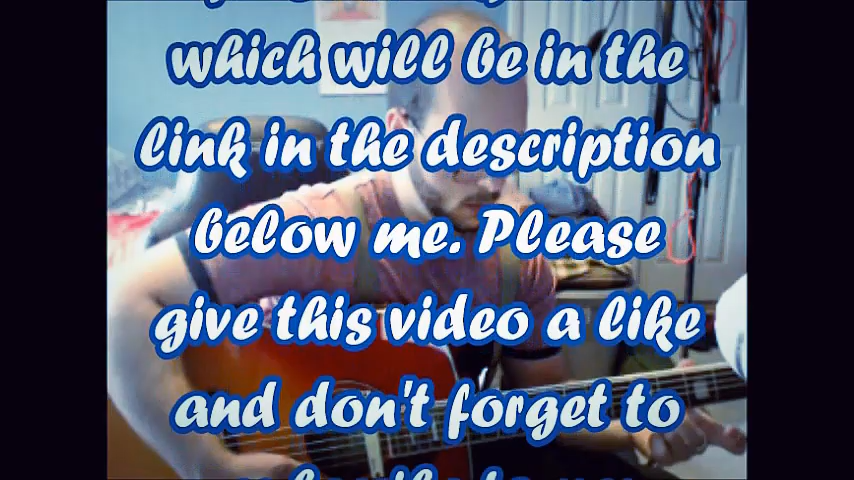 which will be in the
link in the description
below me. Please
give this video a like
and don't forget to